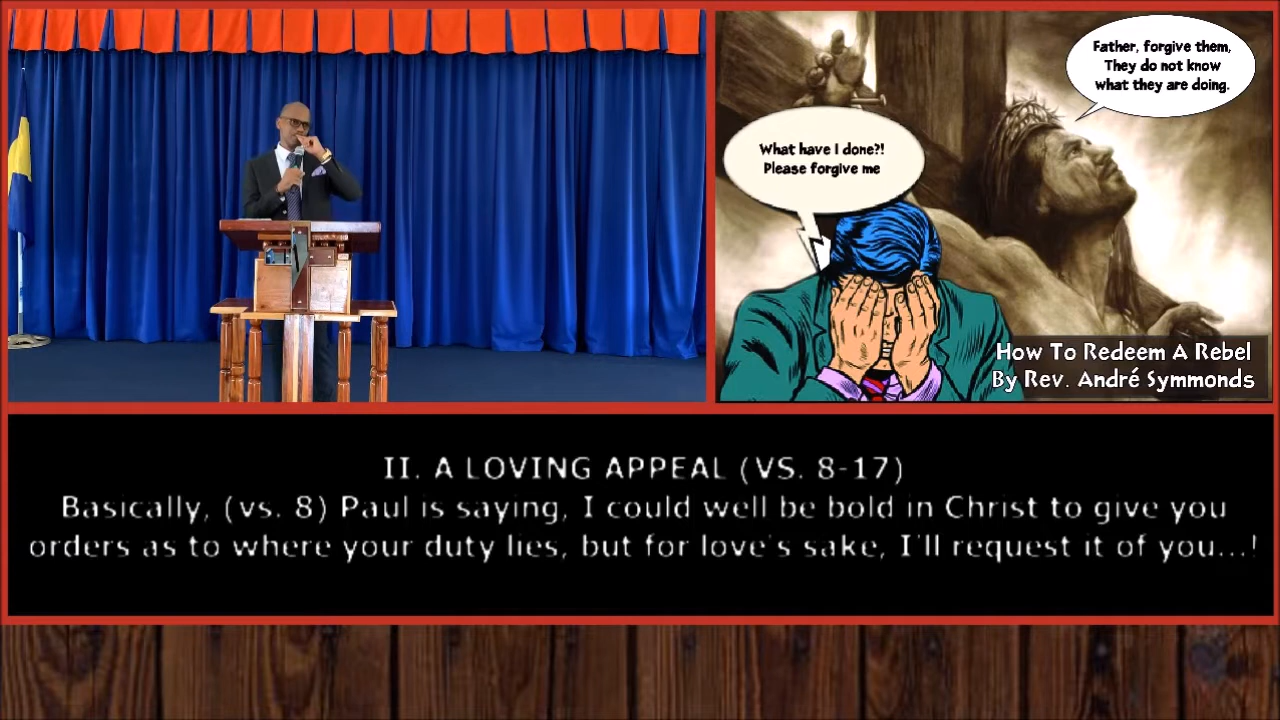 Father, forgive them,
They do not know
what they are doing.
What have I done?!
Please forgive me
How To Redeem A Rebel
By Rev. André Symmonds
II. A LOVING APPEAL (VS. 8-17)
Basically, (vs. 8) Paul is saying, I could well be bold in Christ to give you
orders as to where your duty lies, but for love's sake, I'll request it of you...!